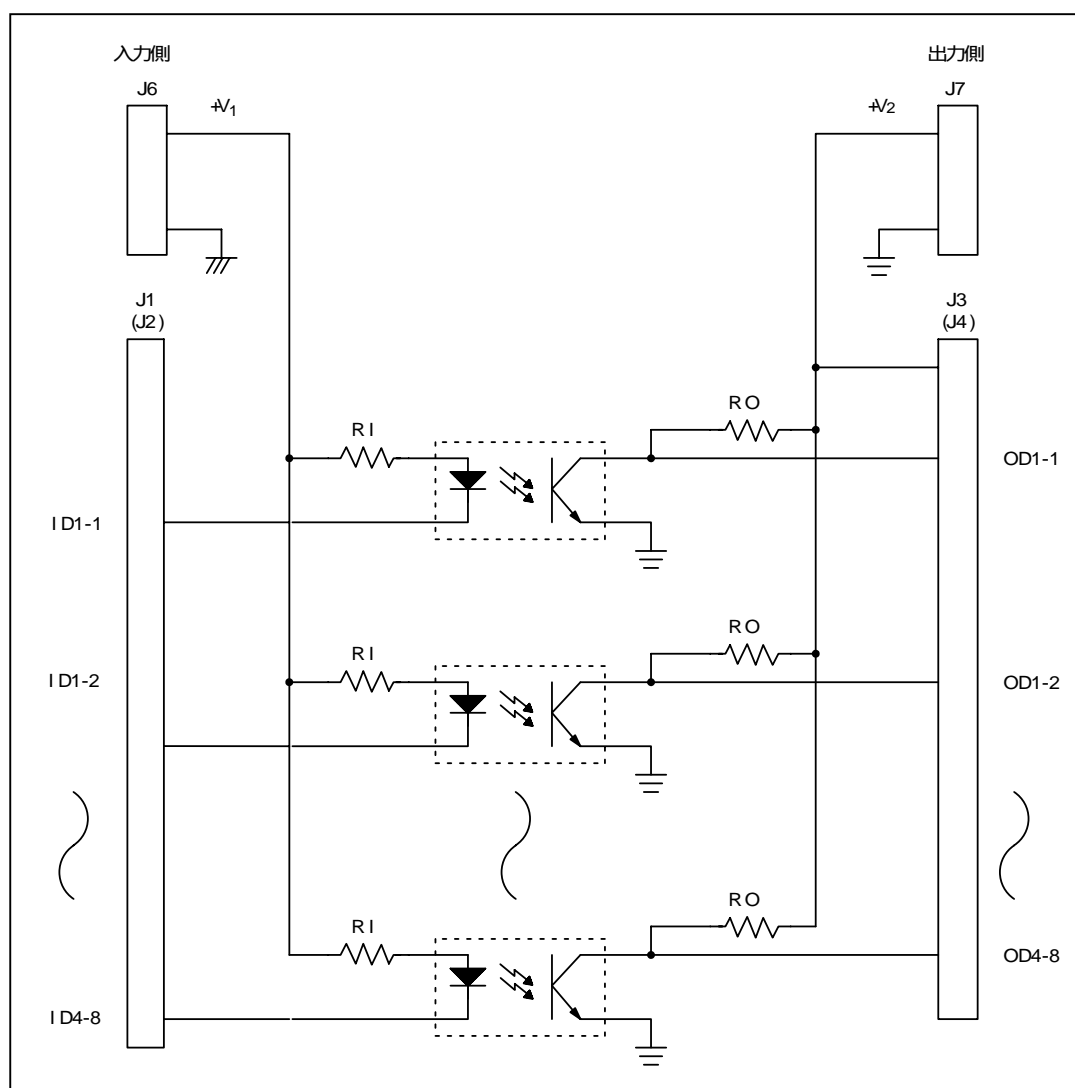 入力側
出力側
J6
J7
+V1
+V2
J1
(J2)
J3
(J4)
RI
RO
OD1-1
ID1-1
RI
RO
ID1-2
OD1-2
RI
RO
OD4-8
ID4-8